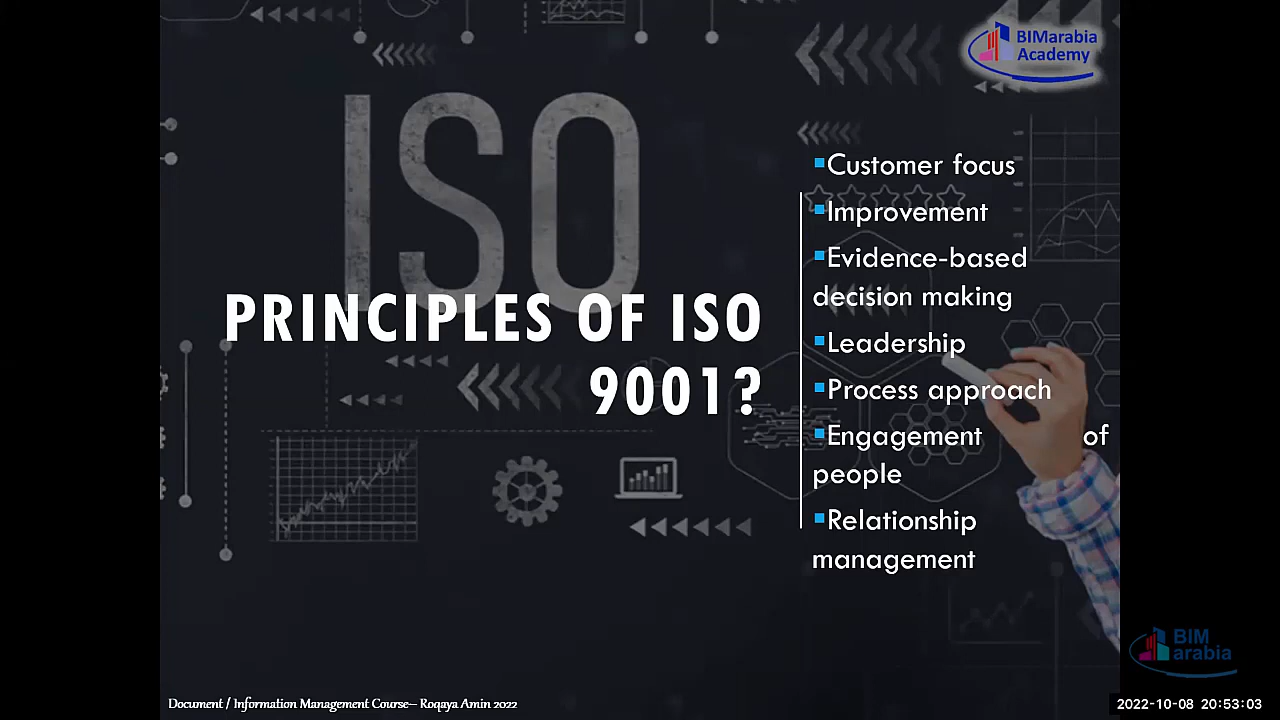 BIMarabia
Academy
ISO
PRINCIPLES OF ISO
9001?
Customer focus
Improvement
Evidence-based
decision making
Leadership
Process approach
Engagement of
people
Relationship
management
BIM
arabia
Document / Information Management Course– Roqaya Amin 2022
2022-10-08 20:53:03